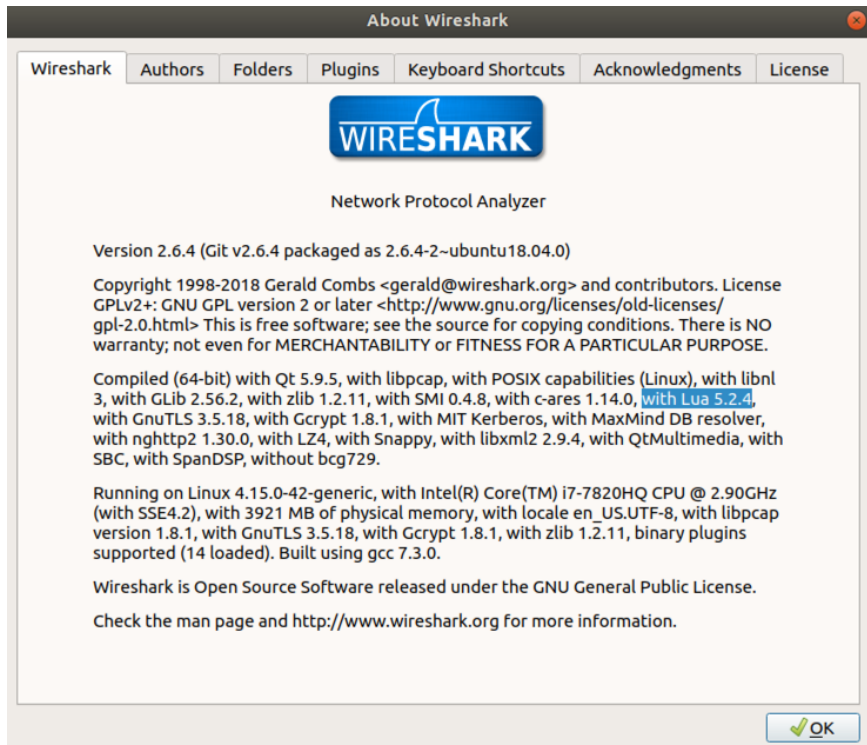 About Wireshark
Wireshark Authors Folders Plugins Keyboard Shortcuts Acknowledgments License
WIRESHARK
Network Protocol Analyzer
Version 2.6.4 (Git v2.6.4 packaged as 2.6.4-2~ubuntu18.04.0)
Copyright 1998-2018 Gerald Combs <gerald@wireshark.org> and contributors. License
GPLv2+: GNU GPL version 2 or later <http://www.gnu.org/licenses/old-licenses/
gpl-2.0.html> This is free software; see the source for copying conditions. There is NO
warranty; not even for MERCHANTABILITY or FITNESS FOR A PARTICULAR PURPOSE.
Compiled (64-bit) with Qt 5.9.5, with libpcap, with POSIX capabilities (Linux), with libnl
3, with GLib 2.56.2, with zlib 1.2.11, with SMI 0.4.8, with c-ares 1.14.0, with Lua 5.2.4,
with GnuTLS 3.5.18, with Gcrypt 1.8.1, with MIT Kerberos, with MaxMind DB resolver,
with nghttp2 1.30.0, with LZ4, with Snappy, with libxml2 2.9.4, with QtMultimedia, with
SBC, with SpanDSP, without bcg729.
Running on Linux 4.15.0-42-generic, with Intel(R) Core(TM) i7-7820HQ CPU @ 2.90GHz
(with SSE4.2), with 3921 MB of physical memory, with locale en_US.UTF-8, with libpcap
version 1.8.1, with GnuTLS 3.5.18, with Gcrypt 1.8.1, with zlib 1.2.11, binary plugins
supported (14 loaded). Built using gcc 7.3.0.
Wireshark is Open Source Software released under the GNU General Public License.
Check the man page and http://www.wireshark.org for more information.
OK